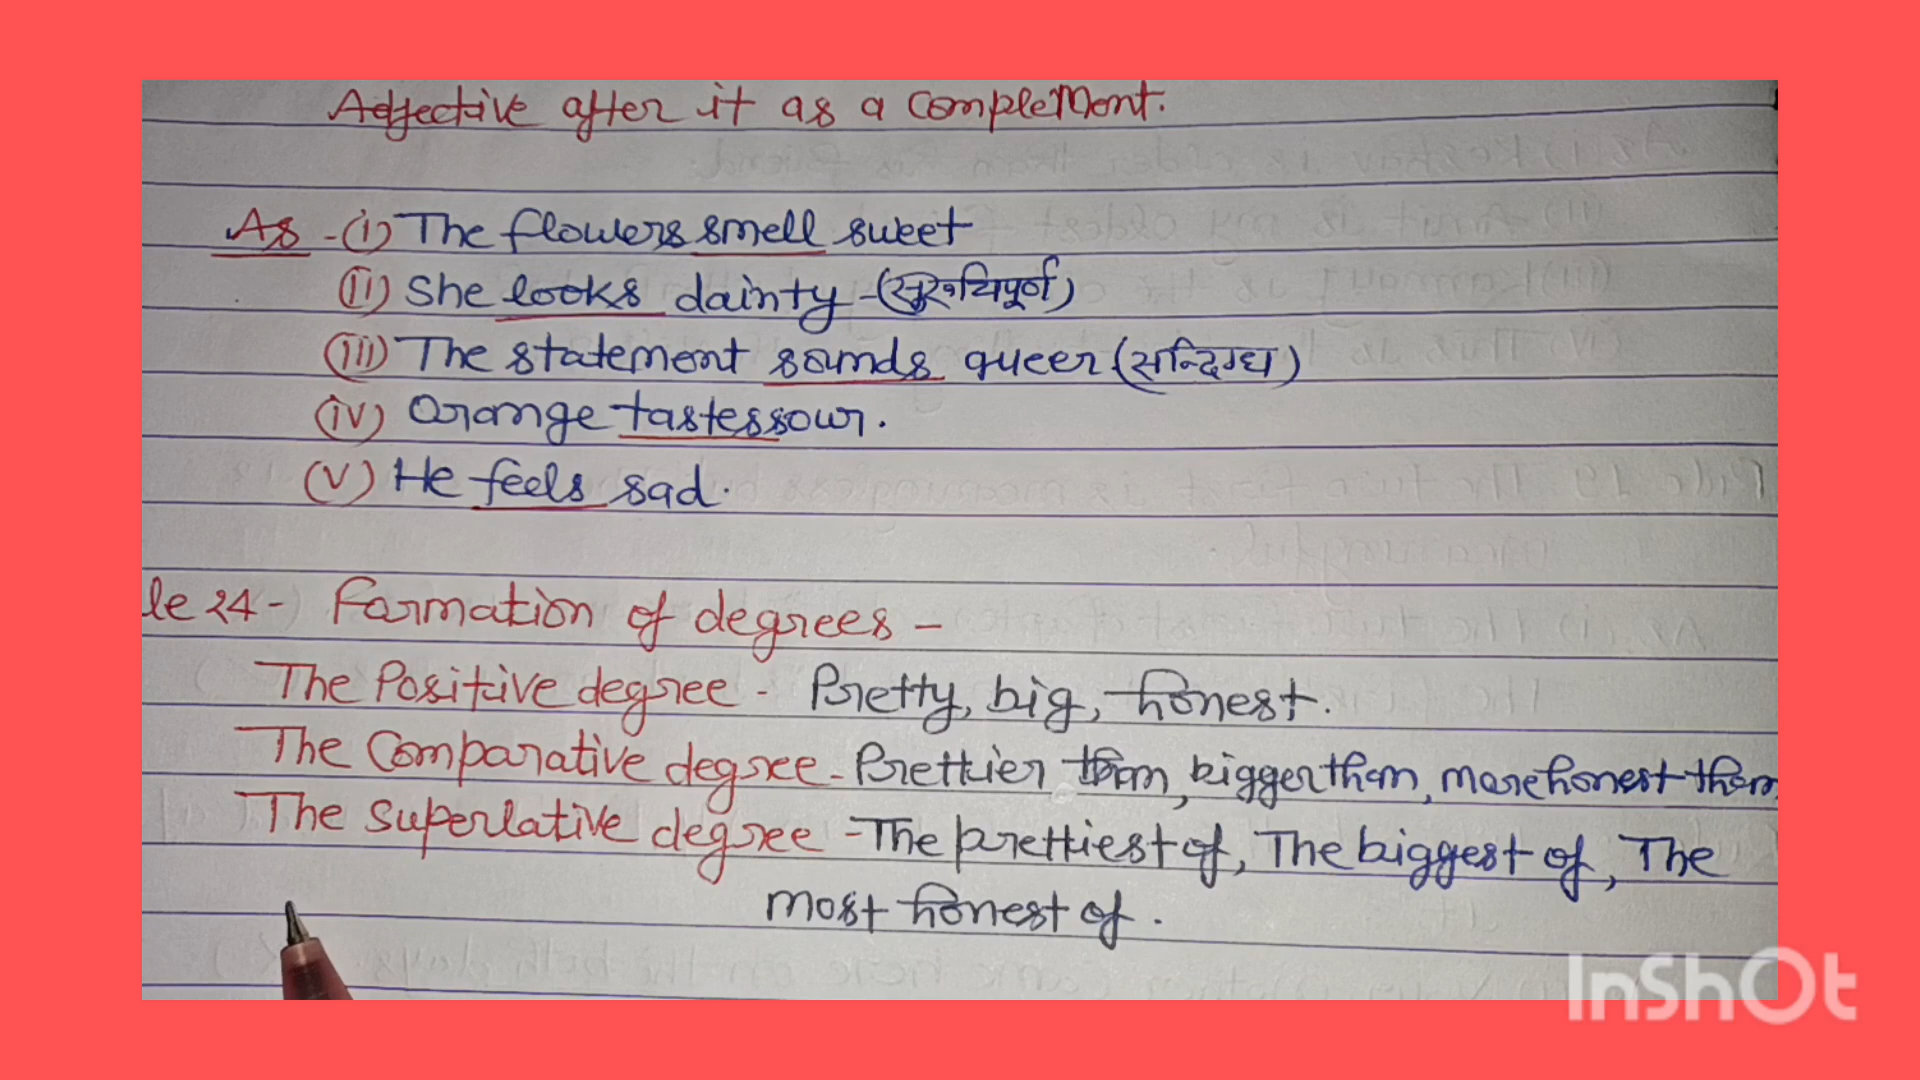 Adjective after it as a compleMent.
As - (i) The flowers smell sweet
(ii) She looks dainty - (सुरुचिपूर्ण)
(iii) The statement sounds queer (सन्दिग्ध)
(iv) Orange tastes sour.
(v) He feels sad.
le 24 - Formation of degrees -
The Positive degree - Pretty, big, honest.
The Comparative degree - Prettier than, bigger than, more honest than
The superlative degree - The prettiest of, The biggest of, The
most honest of.
InShOt